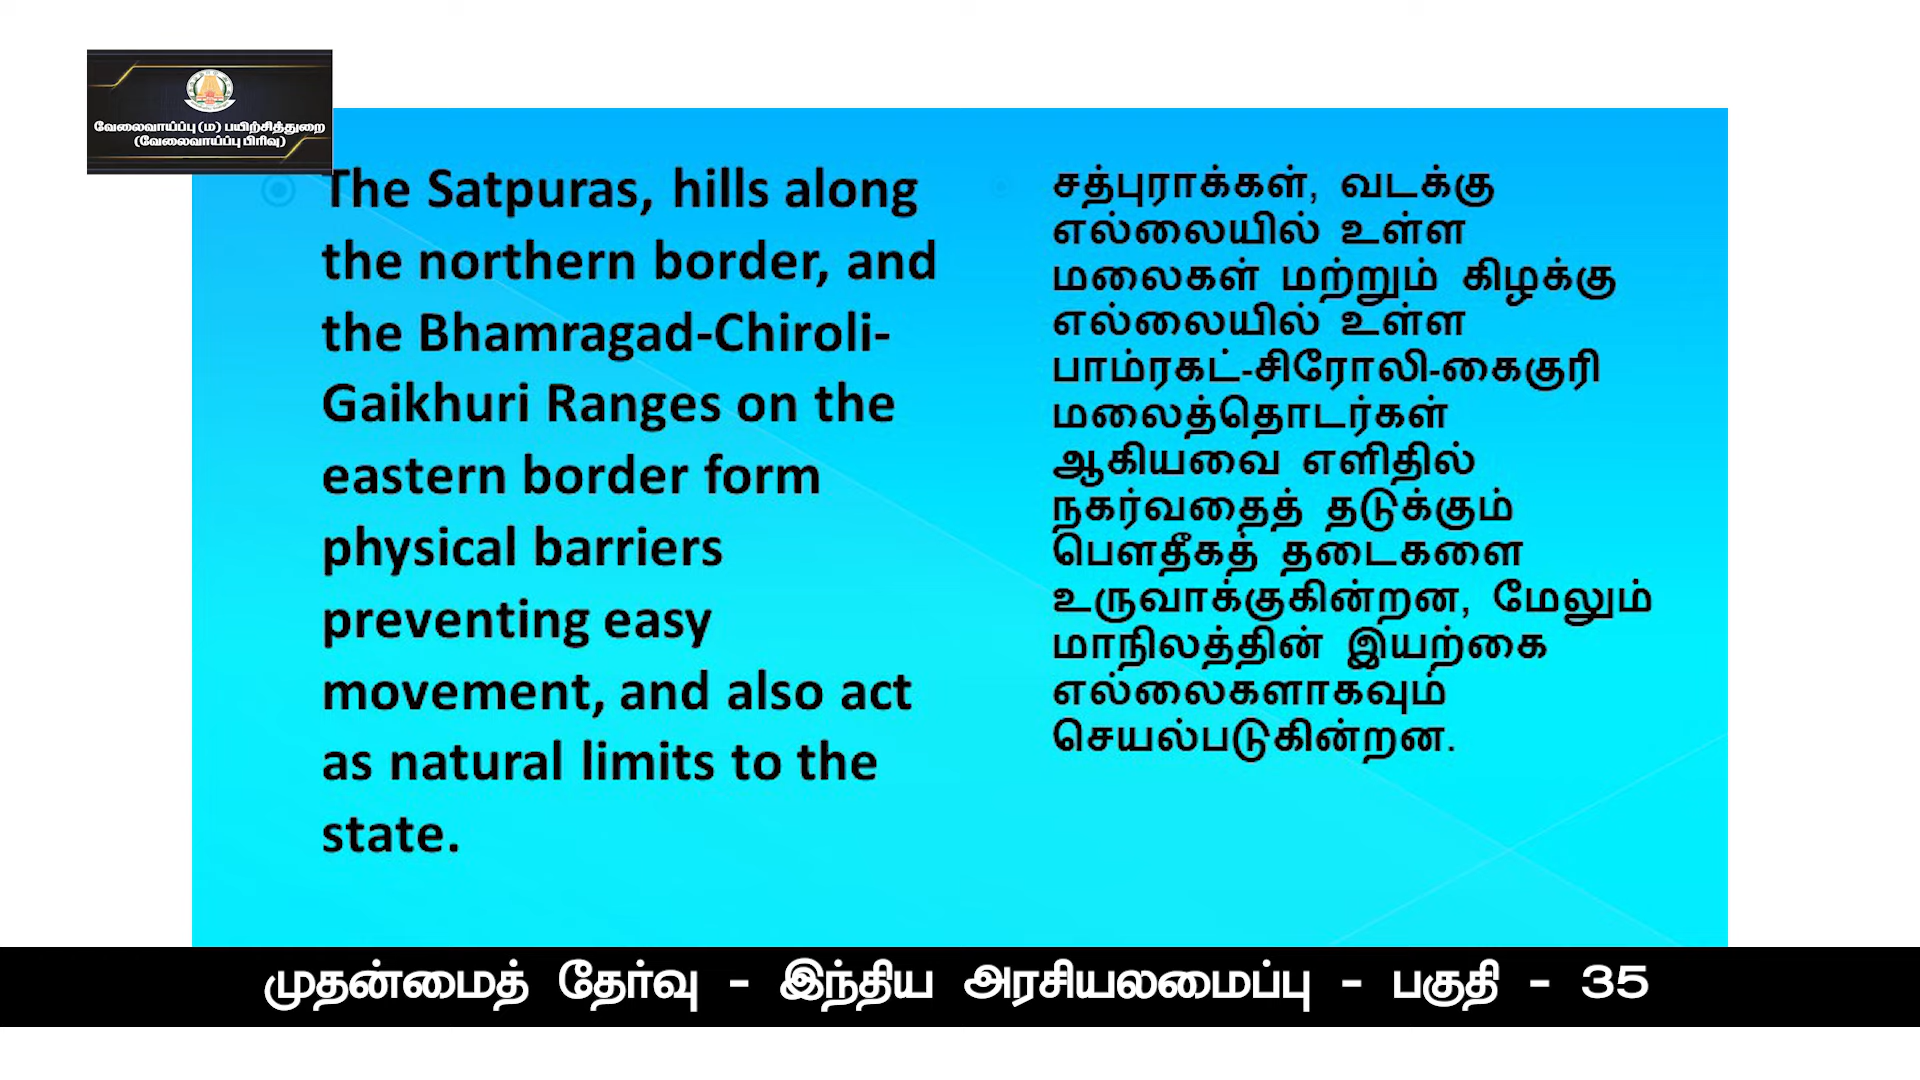 வேலைவாய்ப்பு (ம) பயிற்சித்துறை
(வேலைவாய்ப்பு பிரிவு)
The Satpuras, hills along
the northern border, and
the Bhamragad-Chiroli-
Gaikhuri Ranges on the
eastern border form
physical barriers
preventing easy
movement, and also act
as natural limits to the
state.
சத்புராக்கள், வடக்கு
எல்லையில் உள்ள
மலைகள் மற்றும் கிழக்கு
எல்லையில் உள்ள
பாம்ரகட்-சிரோலி-கைகுரி
மலைத்தொடர்கள்
ஆகியவை எளிதில்
நகர்வதைத் தடுக்கும்
பௌதீகத் தடைகளை
உருவாக்குகின்றன, மேலும்
மாநிலத்தின் இயற்கை
எல்லைகளாகவும்
செயல்படுகின்றன.
முதன்மைத் தேர்வு - இந்திய அரசியலமைப்பு - பகுதி - 35